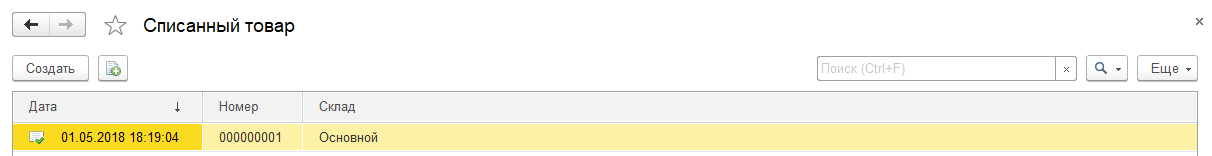 Списанный товар
Создать
Поиск (Ctrl+F)
Еще
Дата Номер Склад
01.05.2018 18:19:04 000000001 Основной